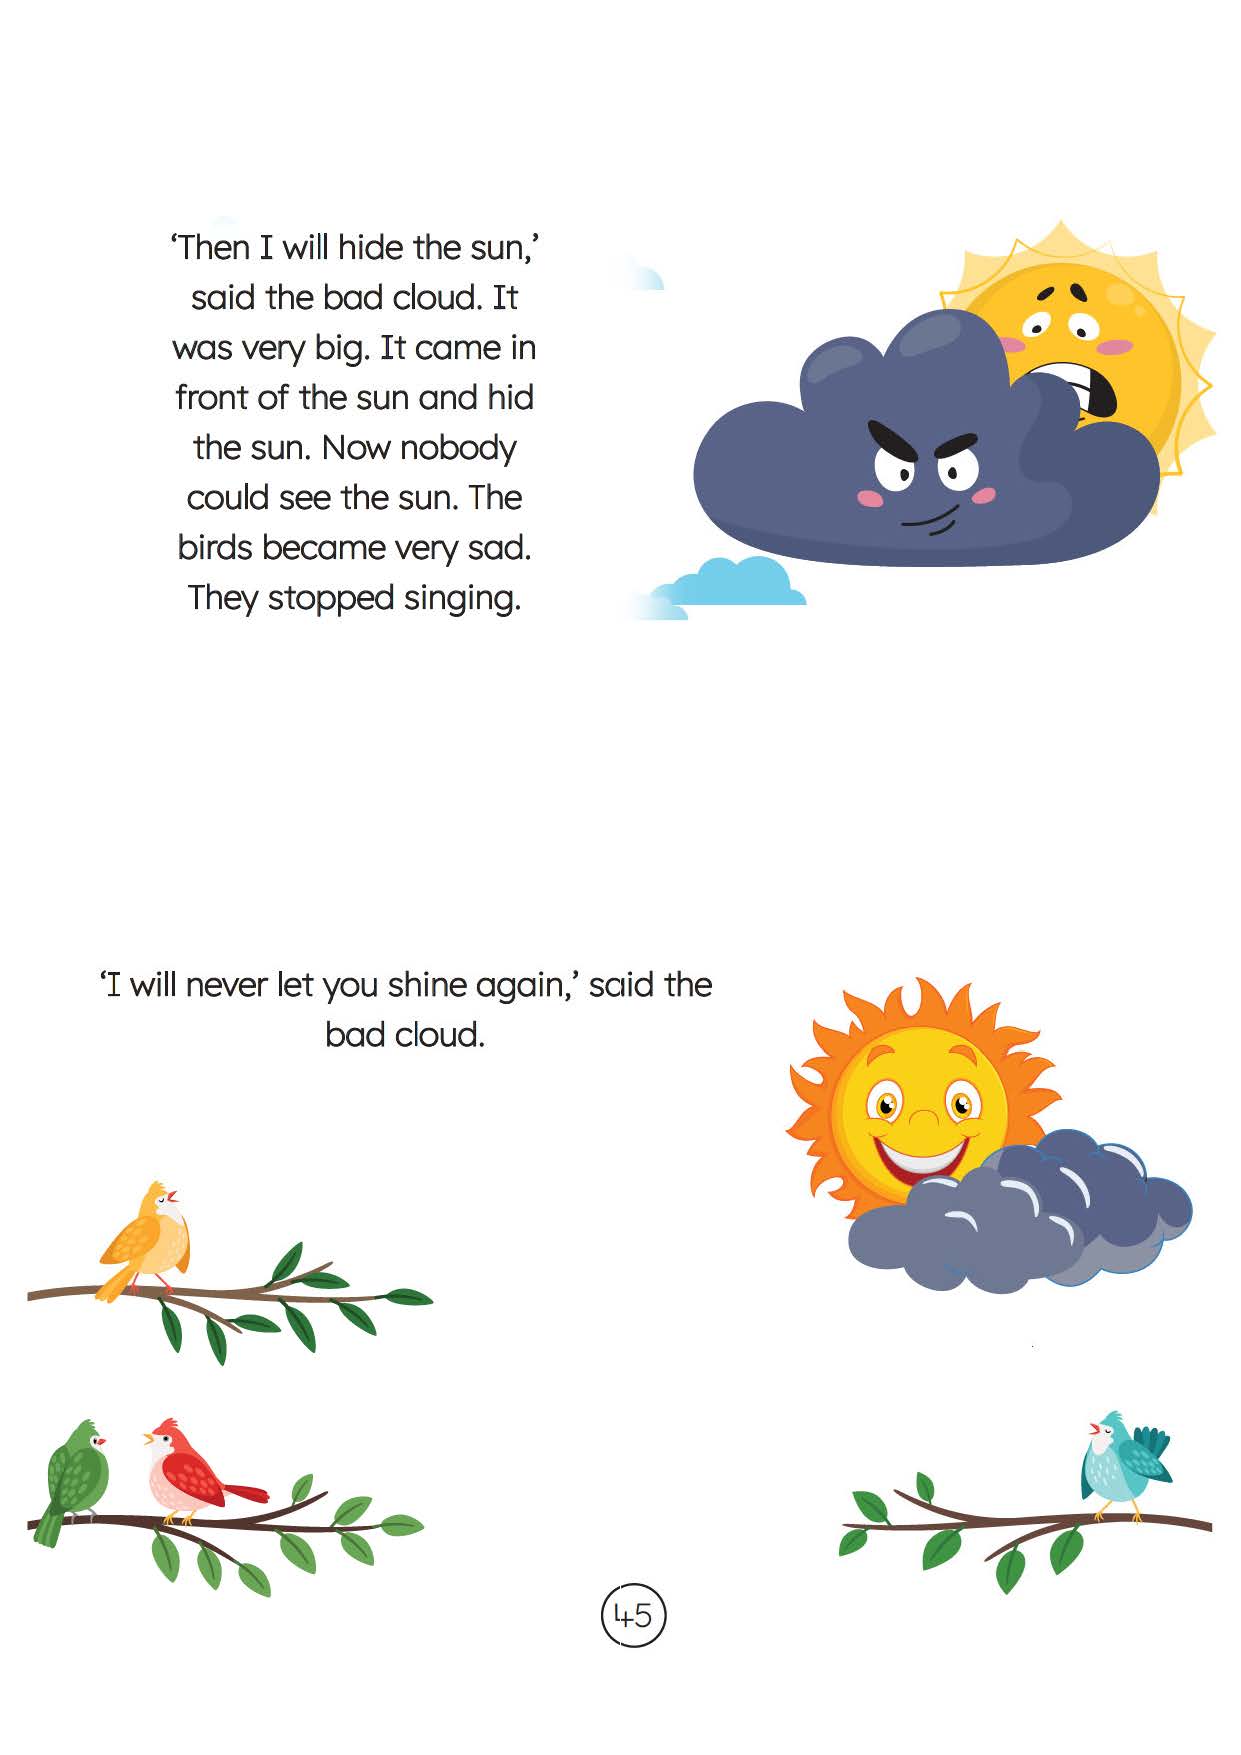 ‘Then I will hide the sun,’
said the bad cloud. It
was very big. It came in
front of the sun and hid
the sun. Now nobody
could see the sun. The
birds became very sad.
They stopped singing.
‘I will never let you shine again,’ said the
bad cloud.
45